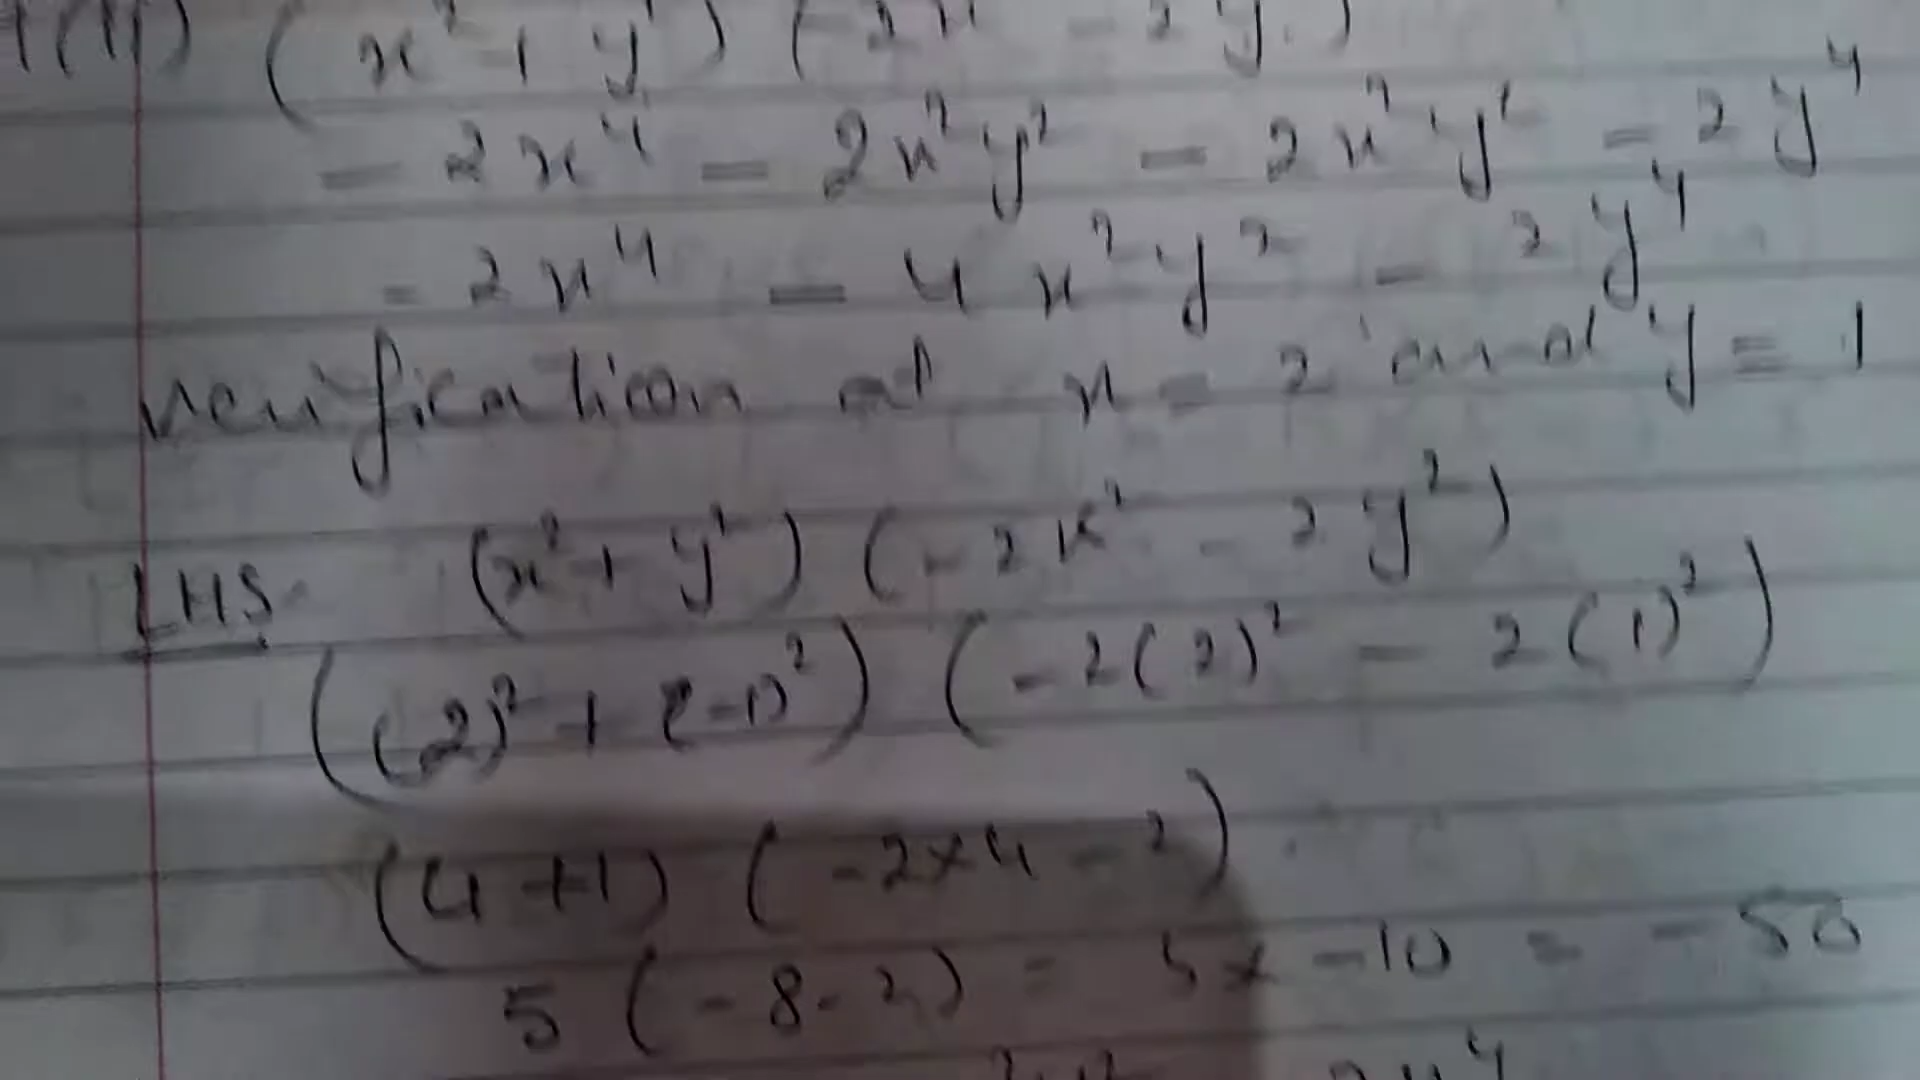 (x² + y²) (-2x² - 2y²)
- 2x⁴ - 2x²y² - 2x²y² - 2y⁴
- 2x⁴ - 4x²y² - 2y⁴
verification at x = 2 and y = 1
LHS (x² + y²) (-2x² - 2y²)
((2)² + (-1)²) (-2(2)² - 2(1)²)
(4+1) (-2×4 - 2)
5 (-8-2) = 5x -10 = -50